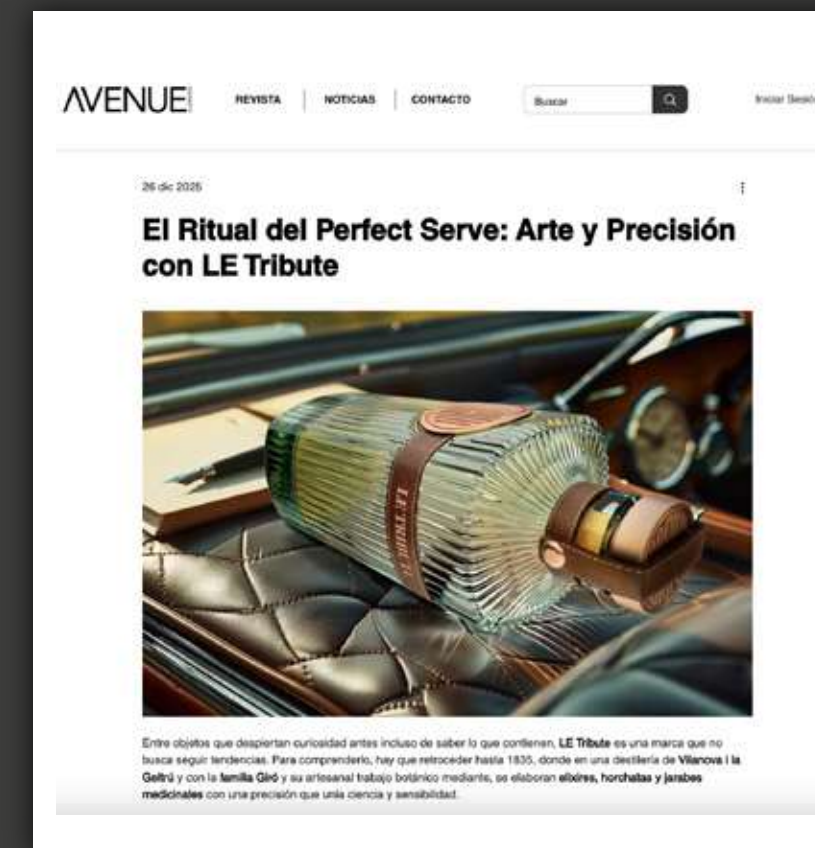 AVENUE
REVISTA
NOTICIAS
CONTACTO
Buscar
Iniciar Sesió
26 dic 2025
El Ritual del Perfect Serve: Arte y Precisión
con LE Tribute
LE TRIBUTE
Entre objetos que despiertan curiosidad antes incluso de saber lo que contienen, LE Tribute es una marca que no
busca seguir tendencias. Para comprenderlo, hay que retroceder hasta 1835, donde en una destilería de Vilanova i la
Geltrú y con la familia Giró y su artesanal trabajo botánico mediante, se elaboran elixires, horchatas y jarabes
medicinales con una precisión que unía ciencia y sensibilidad.